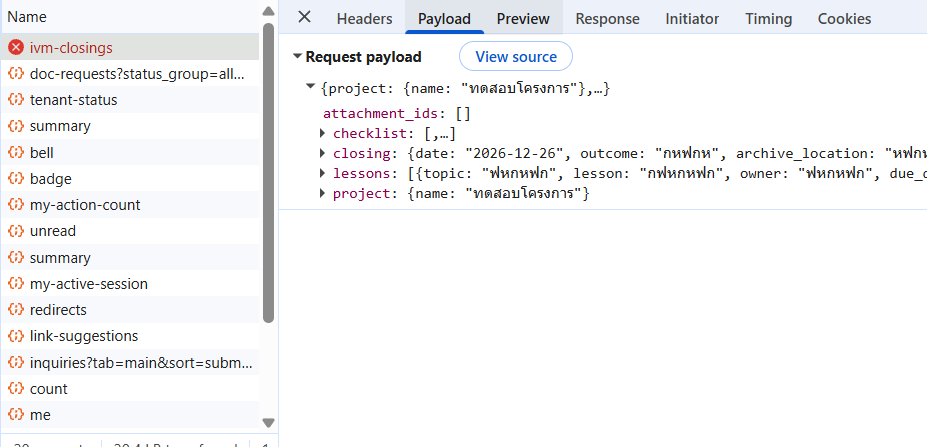 Name
ivm-closings
doc-requests?status_group=all...
tenant-status
summary
bell
badge
my-action-count
unread
summary
my-active-session
redirects
link-suggestions
inquiries?tab=main&sort=subm...
count
me
Headers Payload Preview Response Initiator Timing Cookies
Request payload View source
{project: {name: "ทดสอบโครงการ"},…}
attachment_ids: []
checklist: [,…]
closing: {date: "2026-12-26", outcome: "กหฟกห", archive_location: "หฟกห
lessons: [{topic: "ฟหกหฟก", lesson: "กฟหกหฟก", owner: "ฟหกหฟก", due_d
project: {name: "ทดสอบโครงการ"}